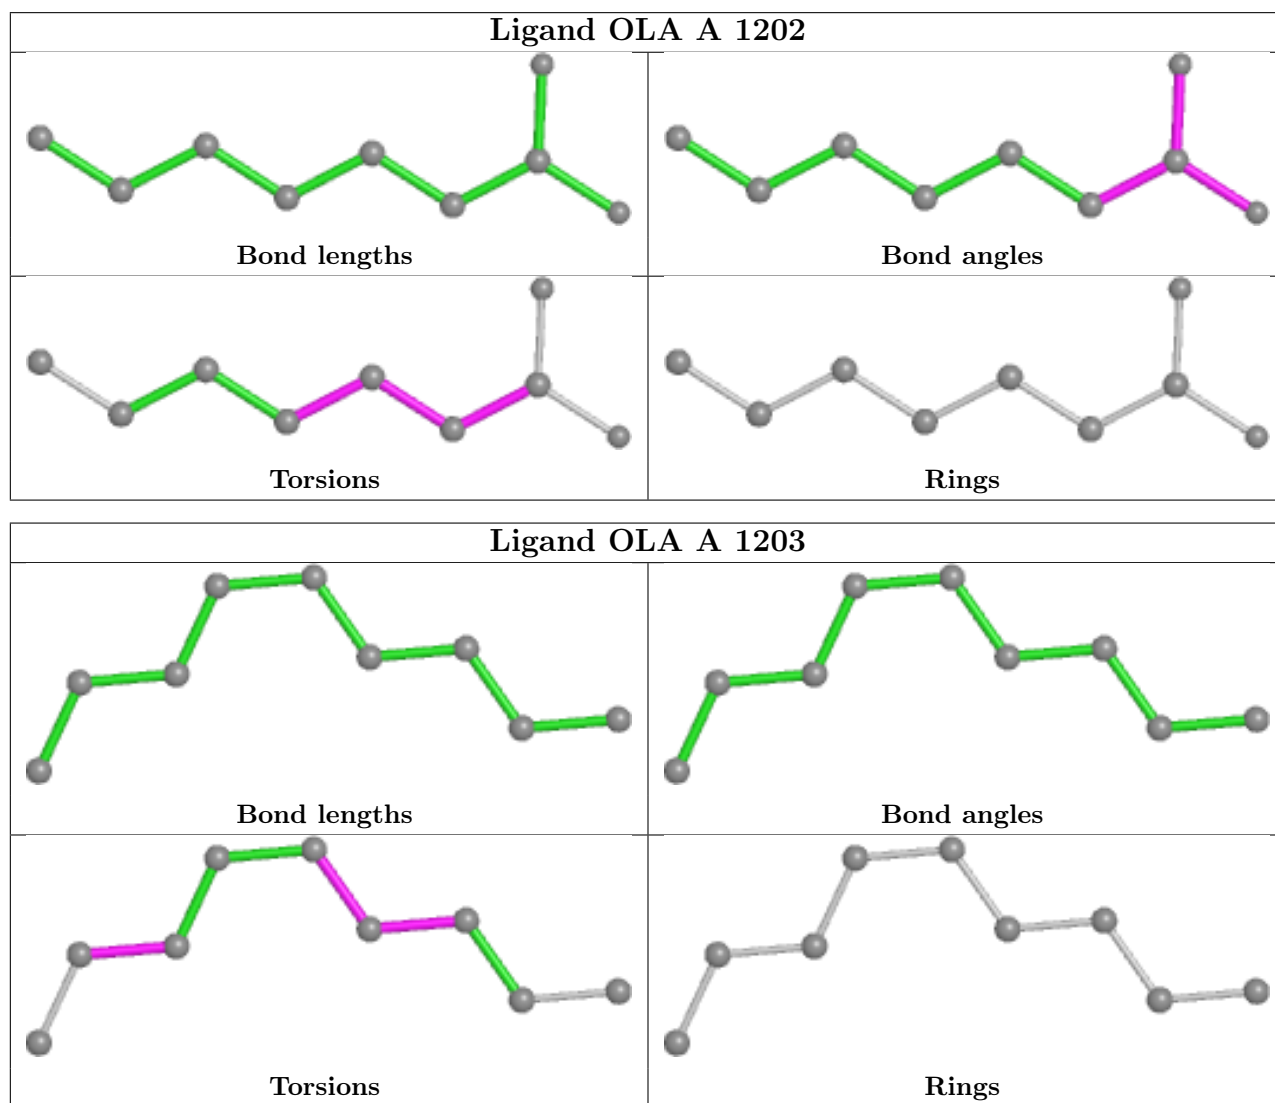 Ligand OLA A 1202
Bond lengths
Bond angles
Torsions
Rings
Ligand OLA A 1203
Bond lengths
Bond angles
Torsions
Rings